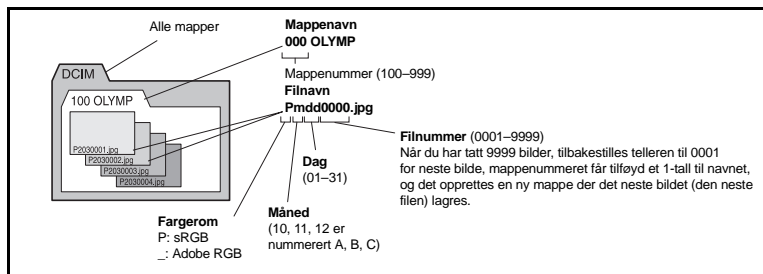 Alle mapper
Mappenavn
000 OLYMP
Mappenummer (100–999)
DCIM
100 OLYMP
P2030001.jpg
P2030002.jpg
P2030003.jpg
P2030004.jpg
Filnavn
Pmdd0000.jpg
Dag
(01–31)
Filnummer (0001–9999)
Når du har tatt 9999 bilder, tilbakestilles telleren til 0001
for neste bilde, mappenummeret får tilføyd et 1-tall til navnet,
og det opprettes en ny mappe der det neste bildet (den neste
filen) lagres.
Fargerom
P: sRGB
_: Adobe RGB
Måned
(10, 11, 12 er
nummerert A, B, C)